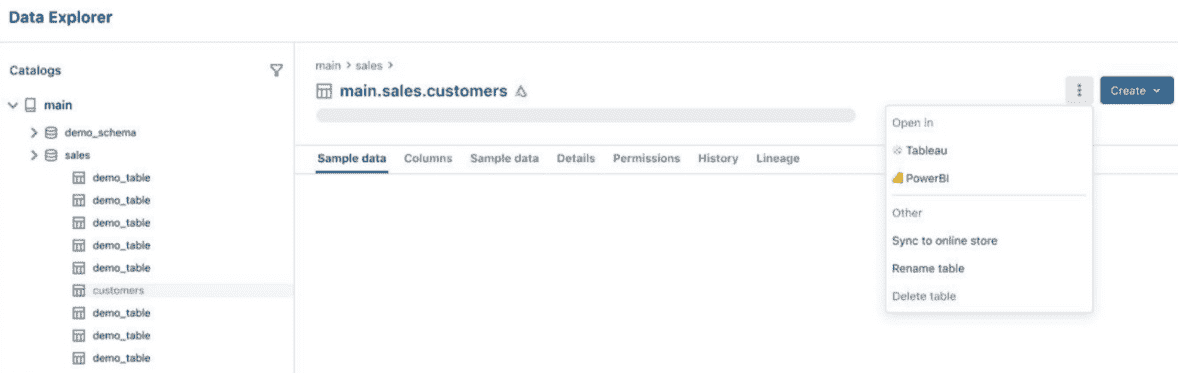 Data Explorer
Catalogs
main
demo_schema
sales
demo_table
demo_table
demo_table
demo_table
demo_table
customers
demo_table
demo_table
demo_table
main > sales >
main.sales.customers
Create
Sample data Columns Sample data Details Permissions History Lineage
Open in
Tableau
PowerBI
Other
Sync to online store
Rename table
Delete table